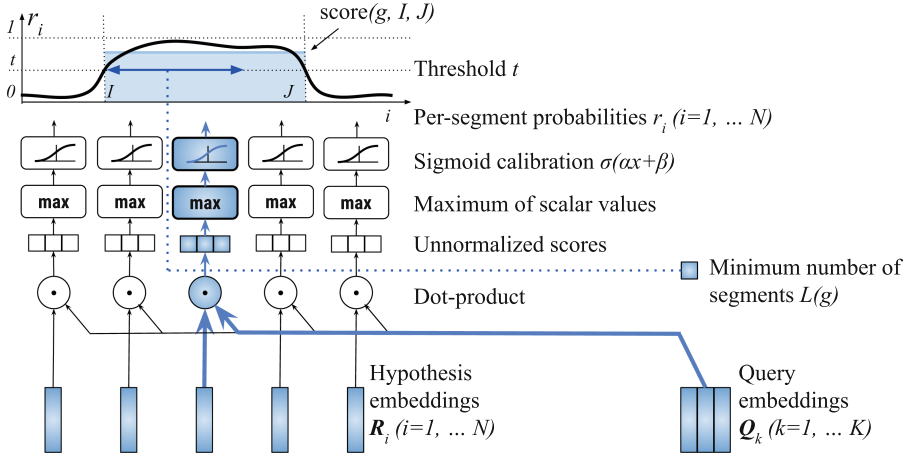 1 r_i
score(g, I, J)
t
Threshold t
0
I
J
i
Per-segment probabilities r_i (i=1, ... N)
Sigmoid calibration σ(αx+β)
max max max max max
Maximum of scalar values
Unnormalized scores
Minimum number of
segments L(g)
Dot-product
Hypothesis
embeddings
R_i (i=1, ... N)
Query
embeddings
Q_k (k=1, ... K)